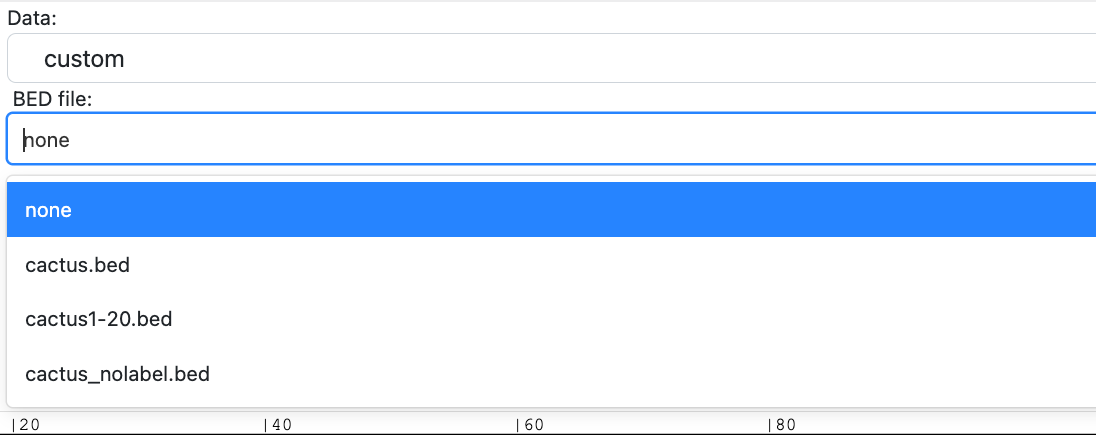 Data:
custom
BED file:
none
none
cactus.bed
cactus1-20.bed
cactus_nolabel.bed
|20 |40 |60 |80